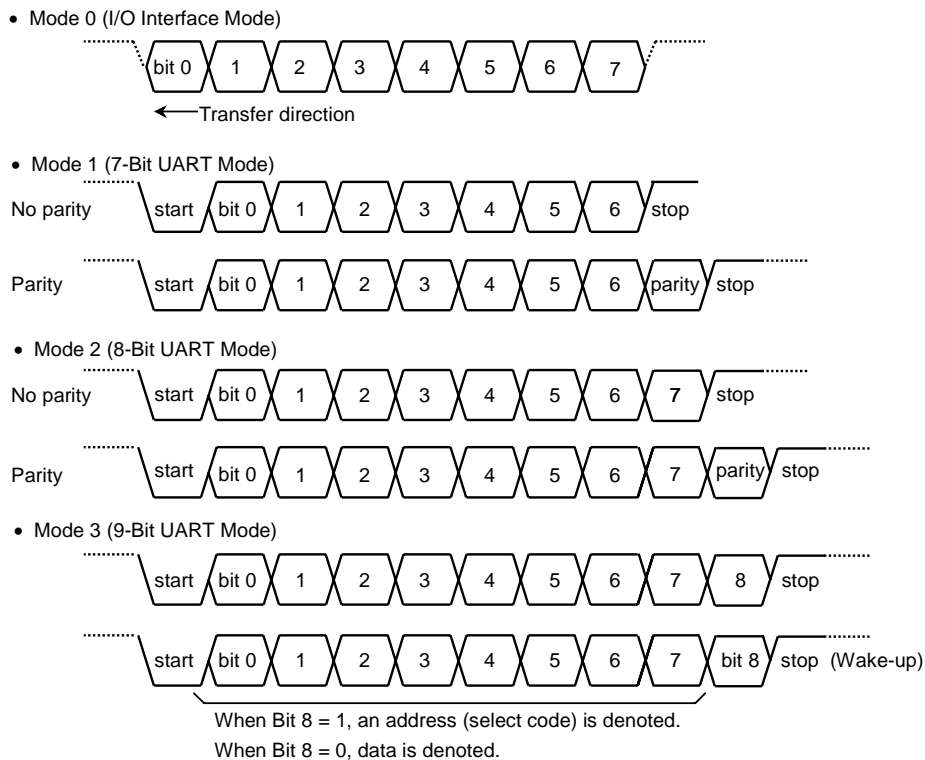 • Mode 0 (I/O Interface Mode)
bit 0 1 2 3 4 5 6 7
Transfer direction
• Mode 1 (7-Bit UART Mode)
No parity start bit 0 1 2 3 4 5 6 stop
Parity start bit 0 1 2 3 4 5 6 parity stop
• Mode 2 (8-Bit UART Mode)
No parity start bit 0 1 2 3 4 5 6 7 stop
Parity start bit 0 1 2 3 4 5 6 7 parity stop
• Mode 3 (9-Bit UART Mode)
start bit 0 1 2 3 4 5 6 7 8 stop
start bit 0 1 2 3 4 5 6 7 bit 8 stop (Wake-up)
When Bit 8 = 1, an address (select code) is denoted.
When Bit 8 = 0, data is denoted.